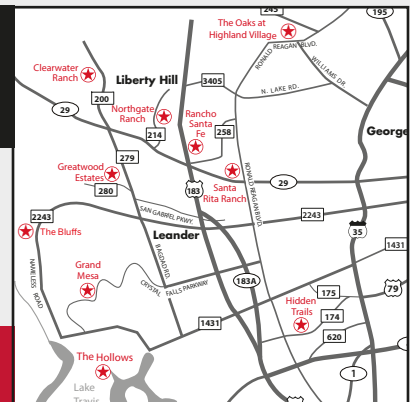 245
195
The Oaks at
Highland Village
RONALD REAGAN BLVD.
WILLIAMS DR.
Clearwater
Ranch
Liberty Hill
3405
N. LAKE RD.
200
29
Northgate
Ranch
Rancho
Santa
Fe
258
214
George
279
Greatwood
Estates
280
183
Santa
Rita Ranch
RONALD REAGAN BLVD.
29
2243
SAN GABREL PKWY.
2243
The Bluffs
Leander
35
1431
NAMELESS ROAD
Grand
Mesa
BAGDAD RD
CRYSTAL FALLS PARKWAY
183A
175
79
Hidden
Trails
174
1431
620
The Hollows
1
Lake
Travis